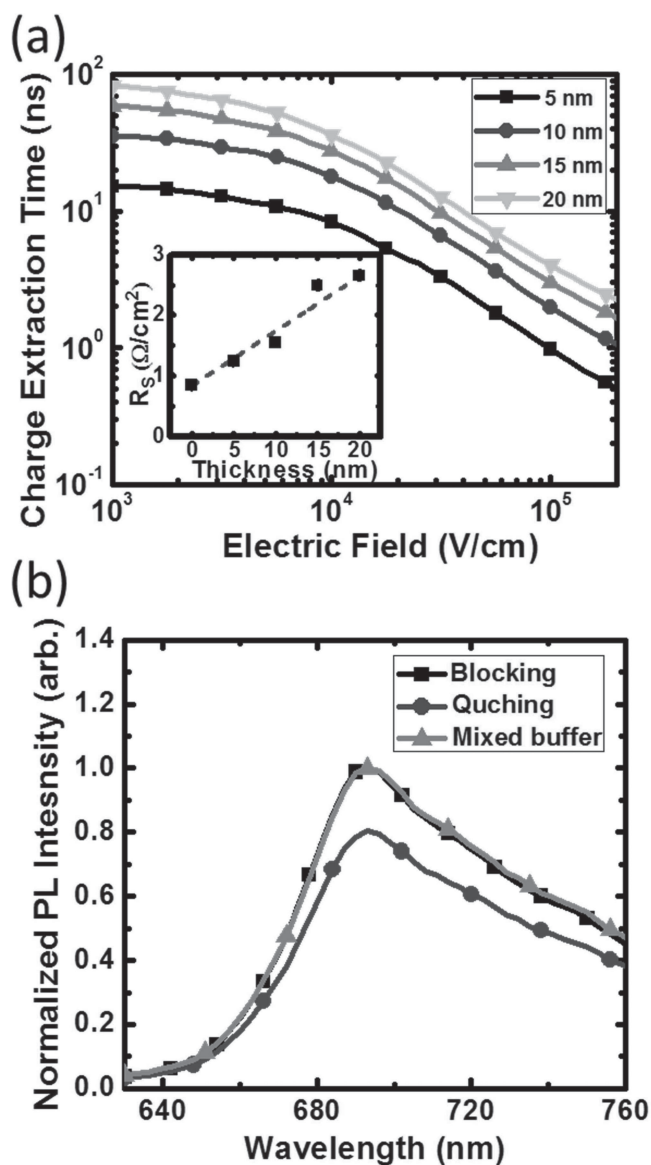 (a)
Charge Extraction Time (ns)
10²
10¹
10⁰
10⁻¹
5 nm
10 nm
15 nm
20 nm
R_S (Ω/cm²)
3
2
1
0
0 5 10 15 20
Thickness (nm)
10³ 10⁴ 10⁵
Electric Field (V/cm)
(b)
Normalized PL Intesnsity (arb.)
1.4
1.2
1.0
0.8
0.6
0.4
0.2
0.0
Blocking
Quching
Mixed buffer
640 680 720 760
Wavelength (nm)